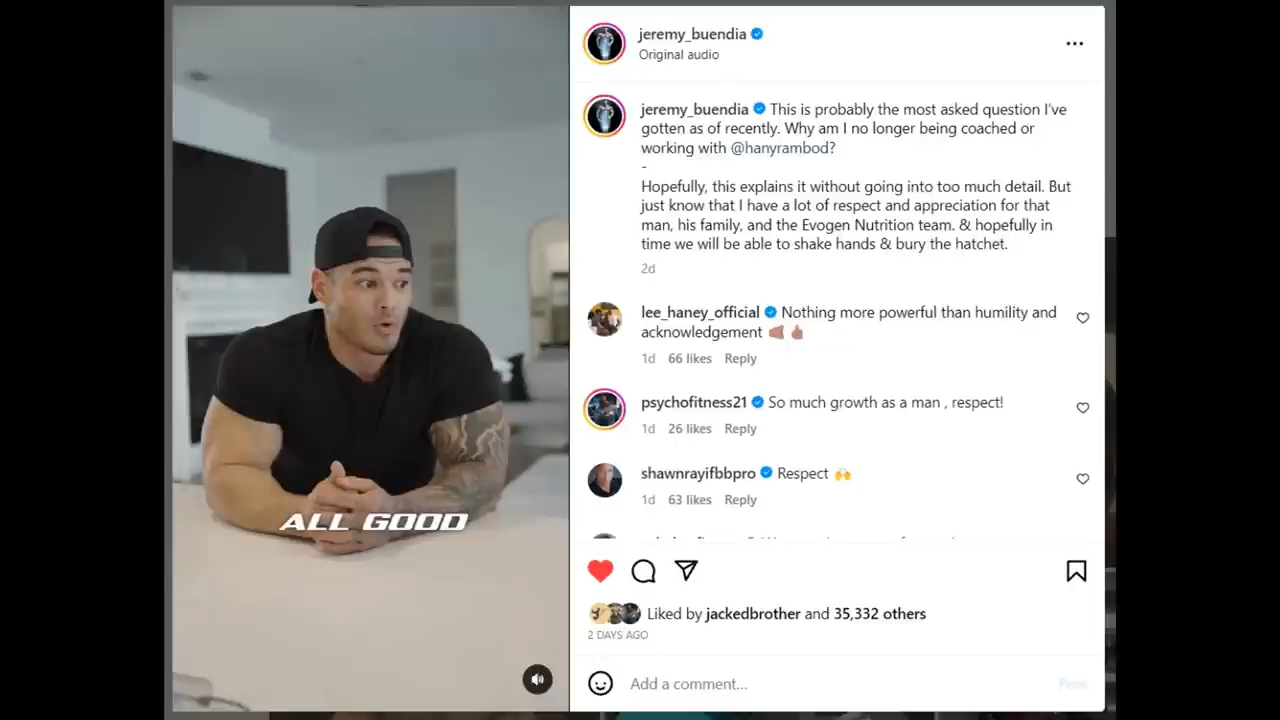 jeremy_buendia
Original audio
jeremy_buendia This is probably the most asked question I've
gotten as of recently. Why am I no longer being coached or
working with @hanyrambod?
-
Hopefully, this explains it without going into too much detail. But
just know that I have a lot of respect and appreciation for that
man, his family, and the Evogen Nutrition team. & hopefully in
time we will be able to shake hands & bury the hatchet.
2d
lee_haney_official Nothing more powerful than humility and
acknowledgement
1d 66 likes Reply
psychofitness21 So much growth as a man , respect!
1d 26 likes Reply
shawnrayifbbpro Respect 🙌
1d 63 likes Reply
ALL GOOD
Liked by jackedbrother and 35,332 others
2 DAYS AGO
Add a comment...
Post